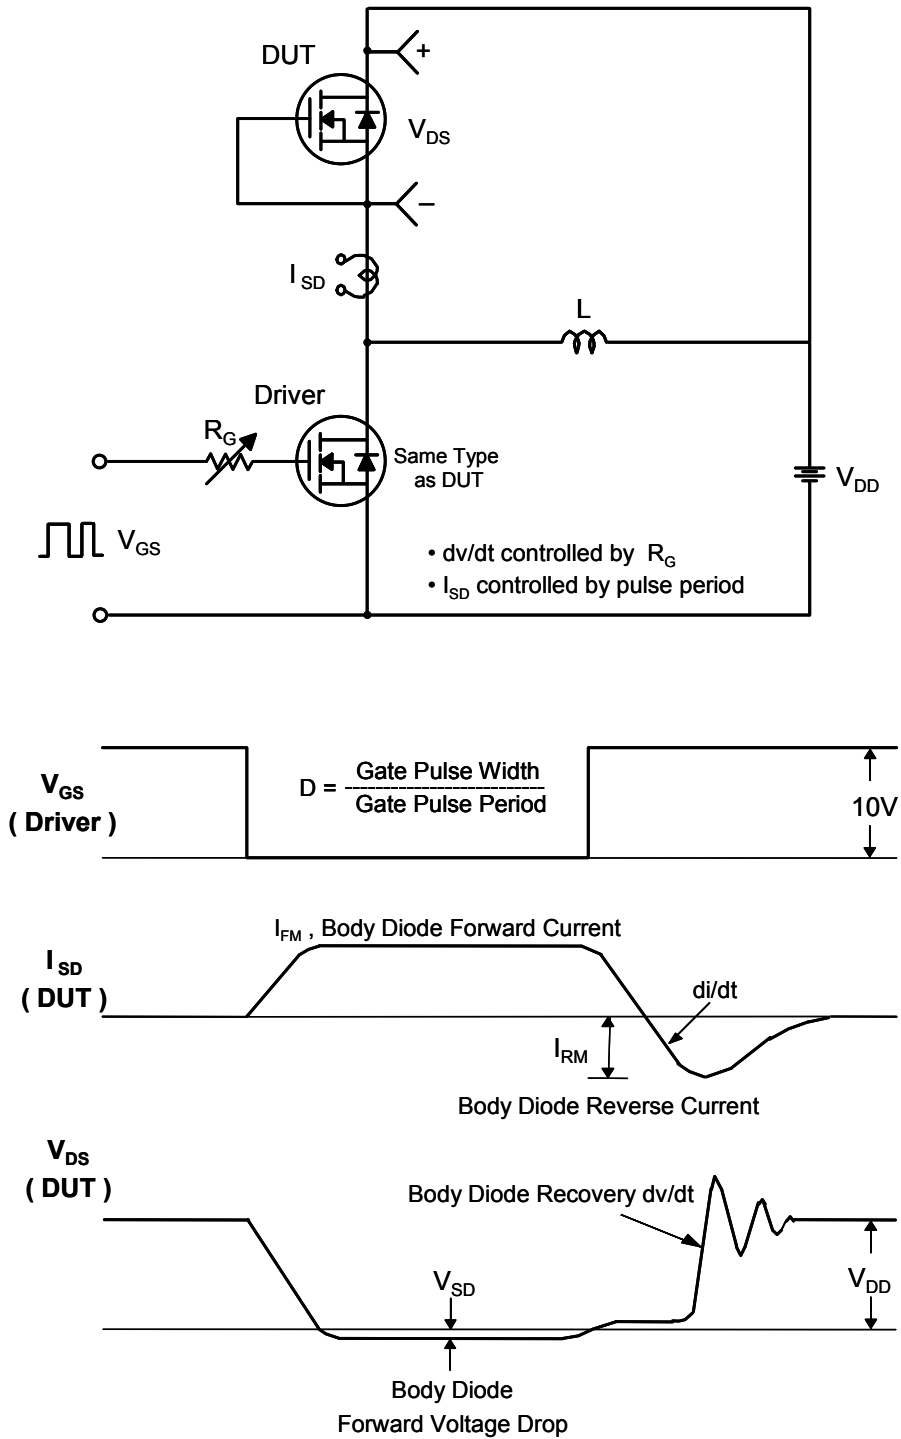 DUT
+
V_DS
–
I_SD
L
Driver
R_G
Same Type
as DUT
V_DD
V_GS
• dv/dt controlled by R_G
• I_SD controlled by pulse period
V_GS
( Driver )
D = Gate Pulse Width
--------------------------
Gate Pulse Period
10V
I_FM , Body Diode Forward Current
I_SD
( DUT )
di/dt
I_RM
Body Diode Reverse Current
V_DS
( DUT )
Body Diode Recovery dv/dt
V_SD
V_DD
Body Diode
Forward Voltage Drop